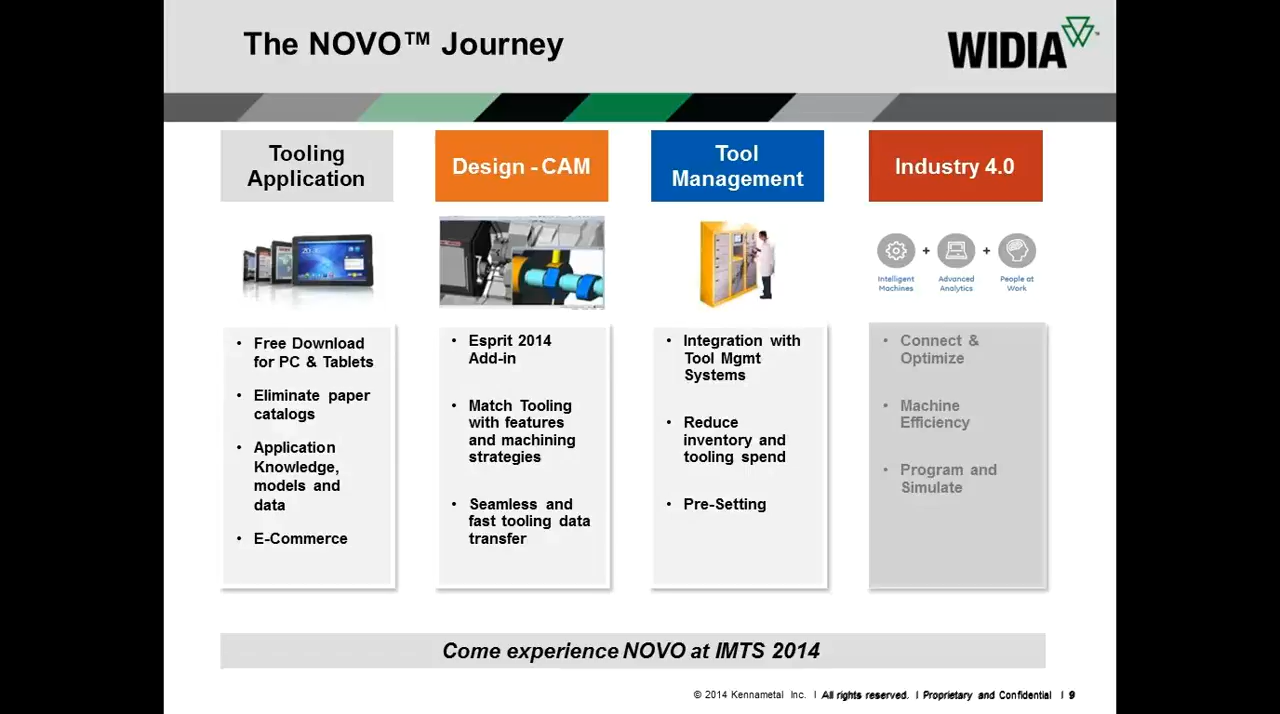 The NOVO™ Journey
WIDIA™
Tooling
Application
Design - CAM
Tool
Management
Industry 4.0
WIDIA
+
+
Intelligent
Machines
Advanced
Analytics
People at
Work
• Free Download
for PC & Tablets
• Eliminate paper
catalogs
• Application
Knowledge,
models and
data
• E-Commerce
• Esprit 2014
Add-in
• Match Tooling
with features
and machining
strategies
• Seamless and
fast tooling data
transfer
• Integration with
Tool Mgmt
Systems
• Reduce
inventory and
tooling spend
• Pre-Setting
• Connect &
Optimize
• Machine
Efficiency
• Program and
Simulate
Come experience NOVO at IMTS 2014
© 2014 Kennametal Inc. I All rights reserved. I Proprietary and Confidential I 9